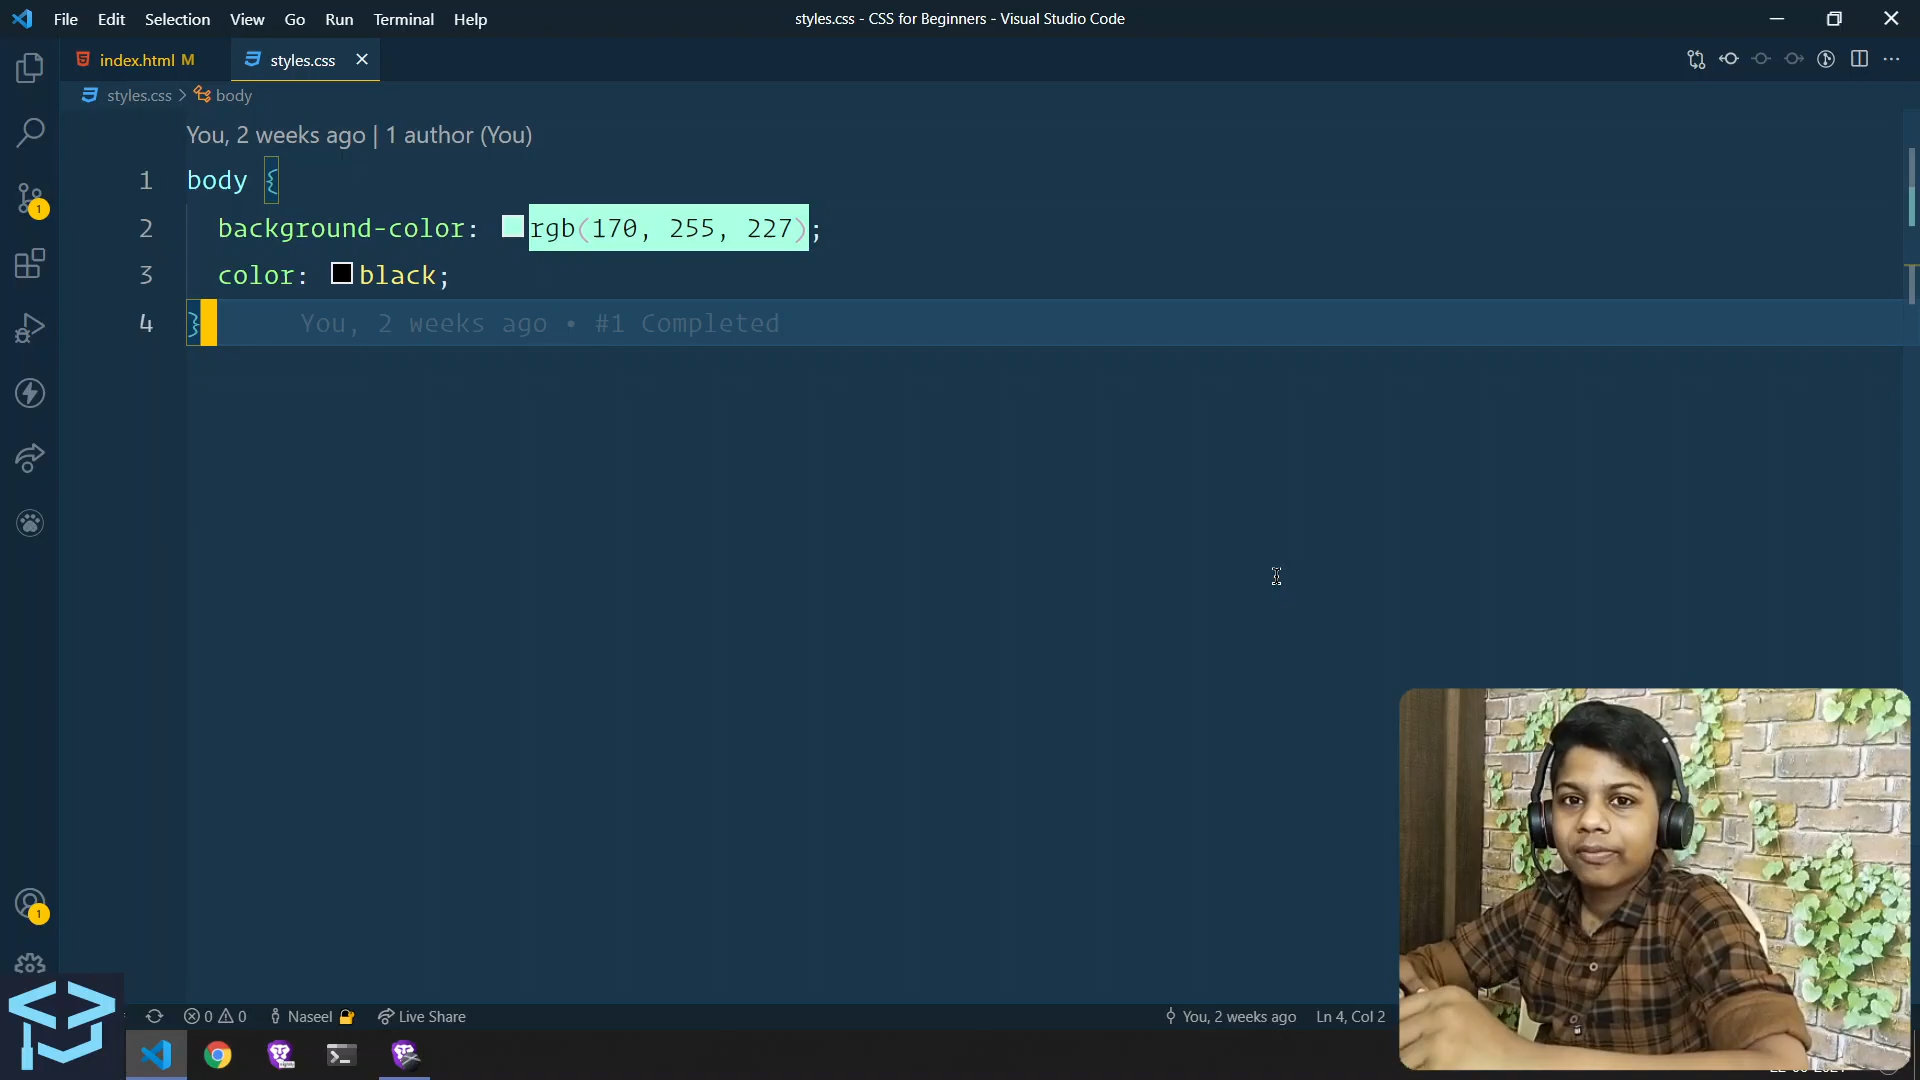 File Edit Selection View Go Run Terminal Help
styles.css - CSS for Beginners - Visual Studio Code
index.html M
styles.css
styles.css > body
You, 2 weeks ago | 1 author (You)
1 body {
2 background-color: rgb(170, 255, 227);
3 color: black;
4 } You, 2 weeks ago • #1 Completed
1
1
0 0 Naseel Live Share
You, 2 weeks ago Ln 4, Col 2